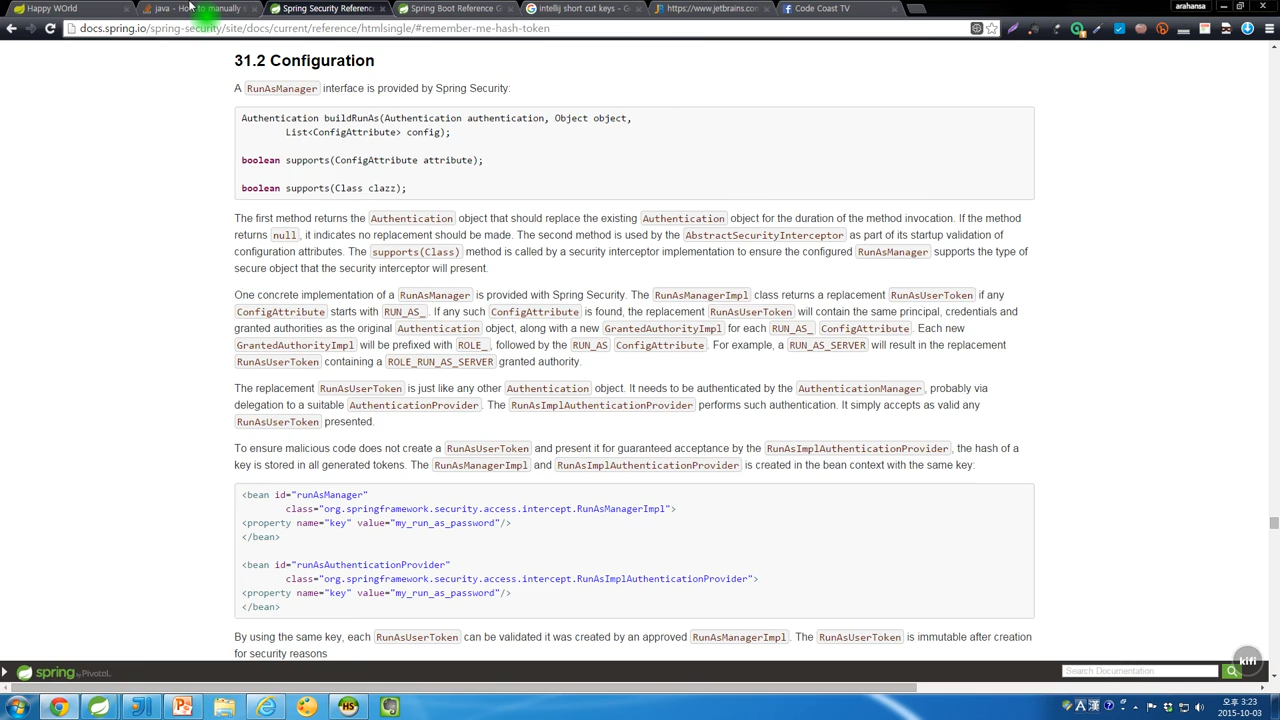 Happy WOrld
java - How to manually s
Spring Security Reference
Spring Boot Reference G
intellij short cut keys - G
https://www.jetbrains.com
Code Coast TV
arahansa
docs.spring.io/spring-security/site/docs/current/reference/htmlsingle/#remember-me-hash-token
31.2 Configuration
A RunAsManager interface is provided by Spring Security:
Authentication buildRunAs(Authentication authentication, Object object,
List<ConfigAttribute> config);
boolean supports(ConfigAttribute attribute);
boolean supports(Class clazz);
The first method returns the Authentication object that should replace the existing Authentication object for the duration of the method invocation. If the method
returns null, it indicates no replacement should be made. The second method is used by the AbstractSecurityInterceptor as part of its startup validation of
configuration attributes. The supports(Class) method is called by a security interceptor implementation to ensure the configured RunAsManager supports the type of
secure object that the security interceptor will present.
One concrete implementation of a RunAsManager is provided with Spring Security. The RunAsManagerImpl class returns a replacement RunAsUserToken if any
ConfigAttribute starts with RUN_AS_. If any such ConfigAttribute is found, the replacement RunAsUserToken will contain the same principal, credentials and
granted authorities as the original Authentication object, along with a new GrantedAuthorityImpl for each RUN_AS_ ConfigAttribute. Each new
GrantedAuthorityImpl will be prefixed with ROLE_, followed by the RUN_AS ConfigAttribute. For example, a RUN_AS_SERVER will result in the replacement
RunAsUserToken containing a ROLE_RUN_AS_SERVER granted authority.
The replacement RunAsUserToken is just like any other Authentication object. It needs to be authenticated by the AuthenticationManager, probably via
delegation to a suitable AuthenticationProvider. The RunAsImplAuthenticationProvider performs such authentication. It simply accepts as valid any
RunAsUserToken presented.
To ensure malicious code does not create a RunAsUserToken and present it for guaranteed acceptance by the RunAsImplAuthenticationProvider, the hash of a
key is stored in all generated tokens. The RunAsManagerImpl and RunAsImplAuthenticationProvider is created in the bean context with the same key:
<bean id="runAsManager"
class="org.springframework.security.access.intercept.RunAsManagerImpl">
<property name="key" value="my_run_as_password"/>
</bean>
<bean id="runAsAuthenticationProvider"
class="org.springframework.security.access.intercept.RunAsImplAuthenticationProvider">
<property name="key" value="my_run_as_password"/>
</bean>
By using the same key, each RunAsUserToken can be validated it was created by an approved RunAsManagerImpl. The RunAsUserToken is immutable after creation
for security reasons
kifi
spring by Pivotal
Search Documentation
오후 3:23
2015-10-03